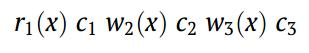 r₁(x) c₁ w₂(x) c₂ w₃(x) c₃